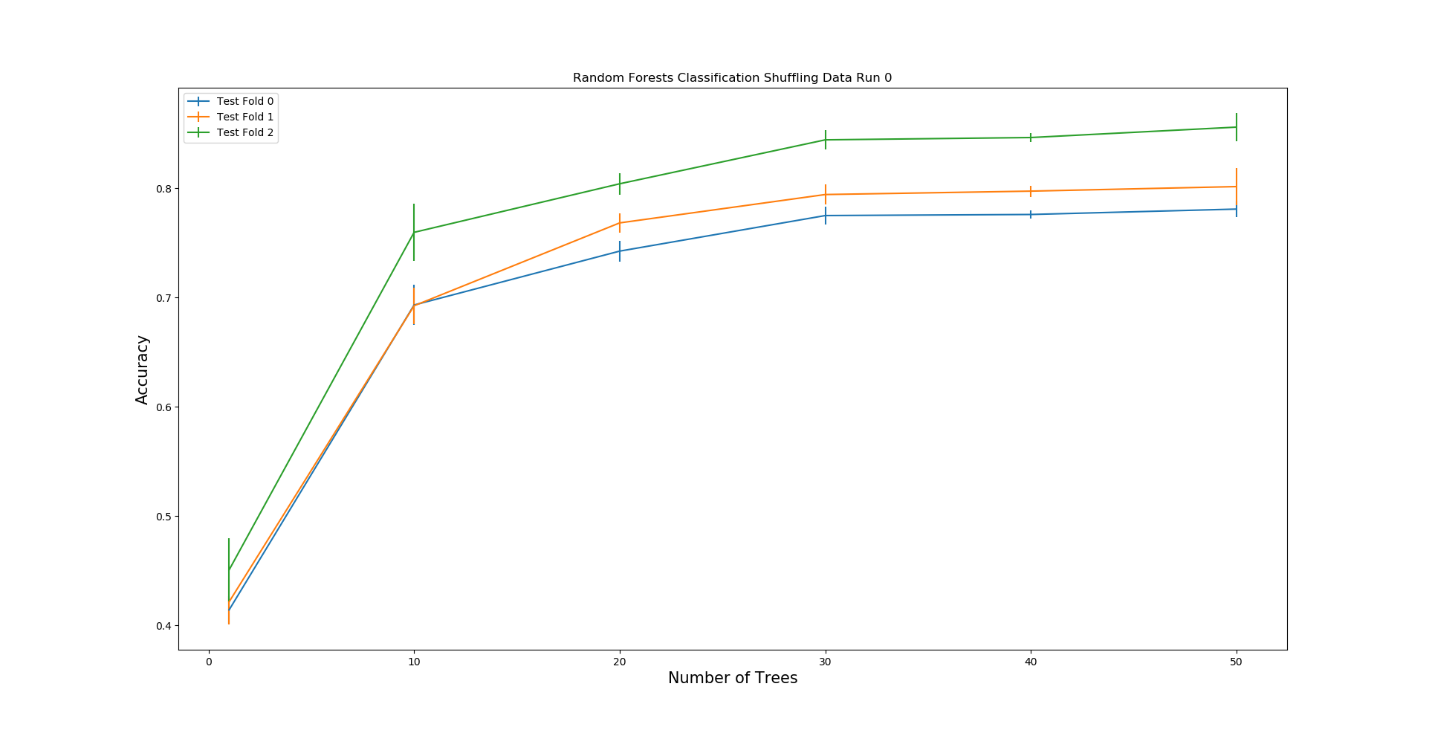 Random Forests Classification Shuffling Data Run 0
Test Fold 0
Test Fold 1
Test Fold 2
0.8
0.7
0.6
0.5
0.4
Accuracy
0 10 20 30 40 50
Number of Trees